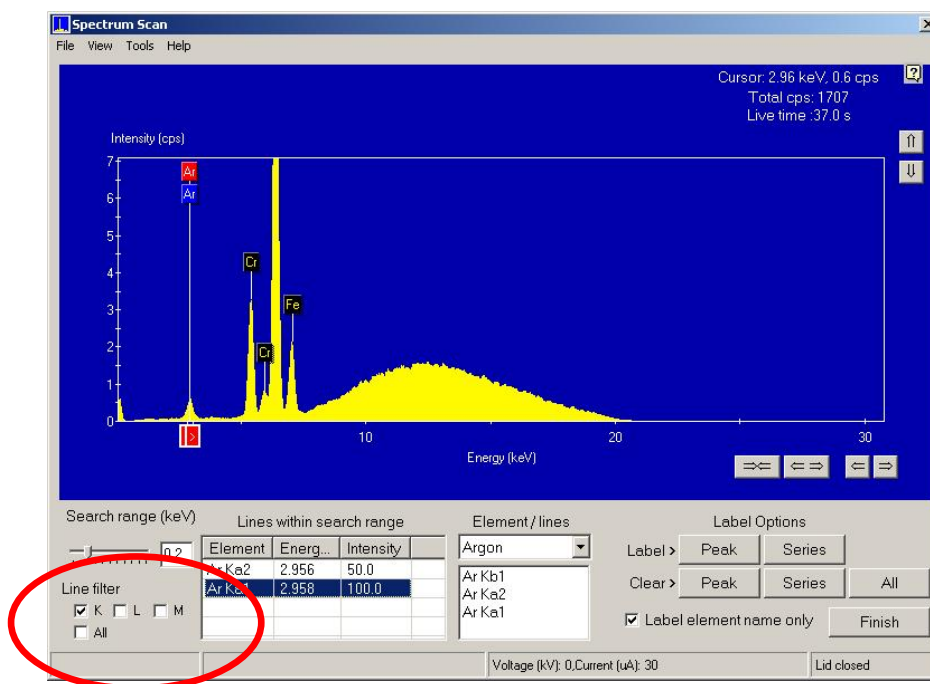 Spectrum Scan
File View Tools Help
Cursor: 2.96 keV, 0.6 cps
Total cps: 1707
Live time :37.0 s
Intensity (cps)
7
6
5
4
3
2
1
0
Ar
Ar
Cr
Cr
Fe
10
20
30
Energy (keV)
Search range (keV)
0.2
Line filter
K L M
All
Lines within search range
Element Energ... Intensity
Ar Ka2 2.956 50.0
Ar Ka1 2.958 100.0
Element / lines
Argon
Ar Kb1
Ar Ka2
Ar Ka1
Label Options
Label > Peak Series
Clear > Peak Series All
Label element name only Finish
Voltage (kV): 0,Current (uA): 30 Lid closed